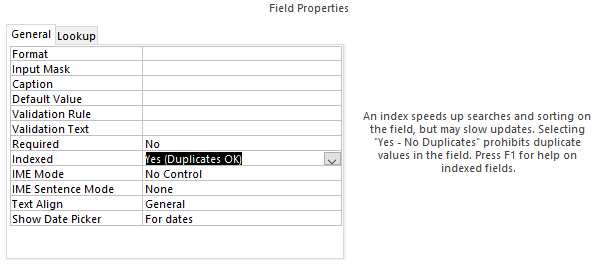 Field Properties
General Lookup
Format
Input Mask
Caption
Default Value
Validation Rule
Validation Text
Required No
Indexed Yes (Duplicates OK)
IME Mode No Control
IME Sentence Mode None
Text Align General
Show Date Picker For dates
An index speeds up searches and sorting on
the field, but may slow updates. Selecting
"Yes - No Duplicates" prohibits duplicate
values in the field. Press F1 for help on
indexed fields.